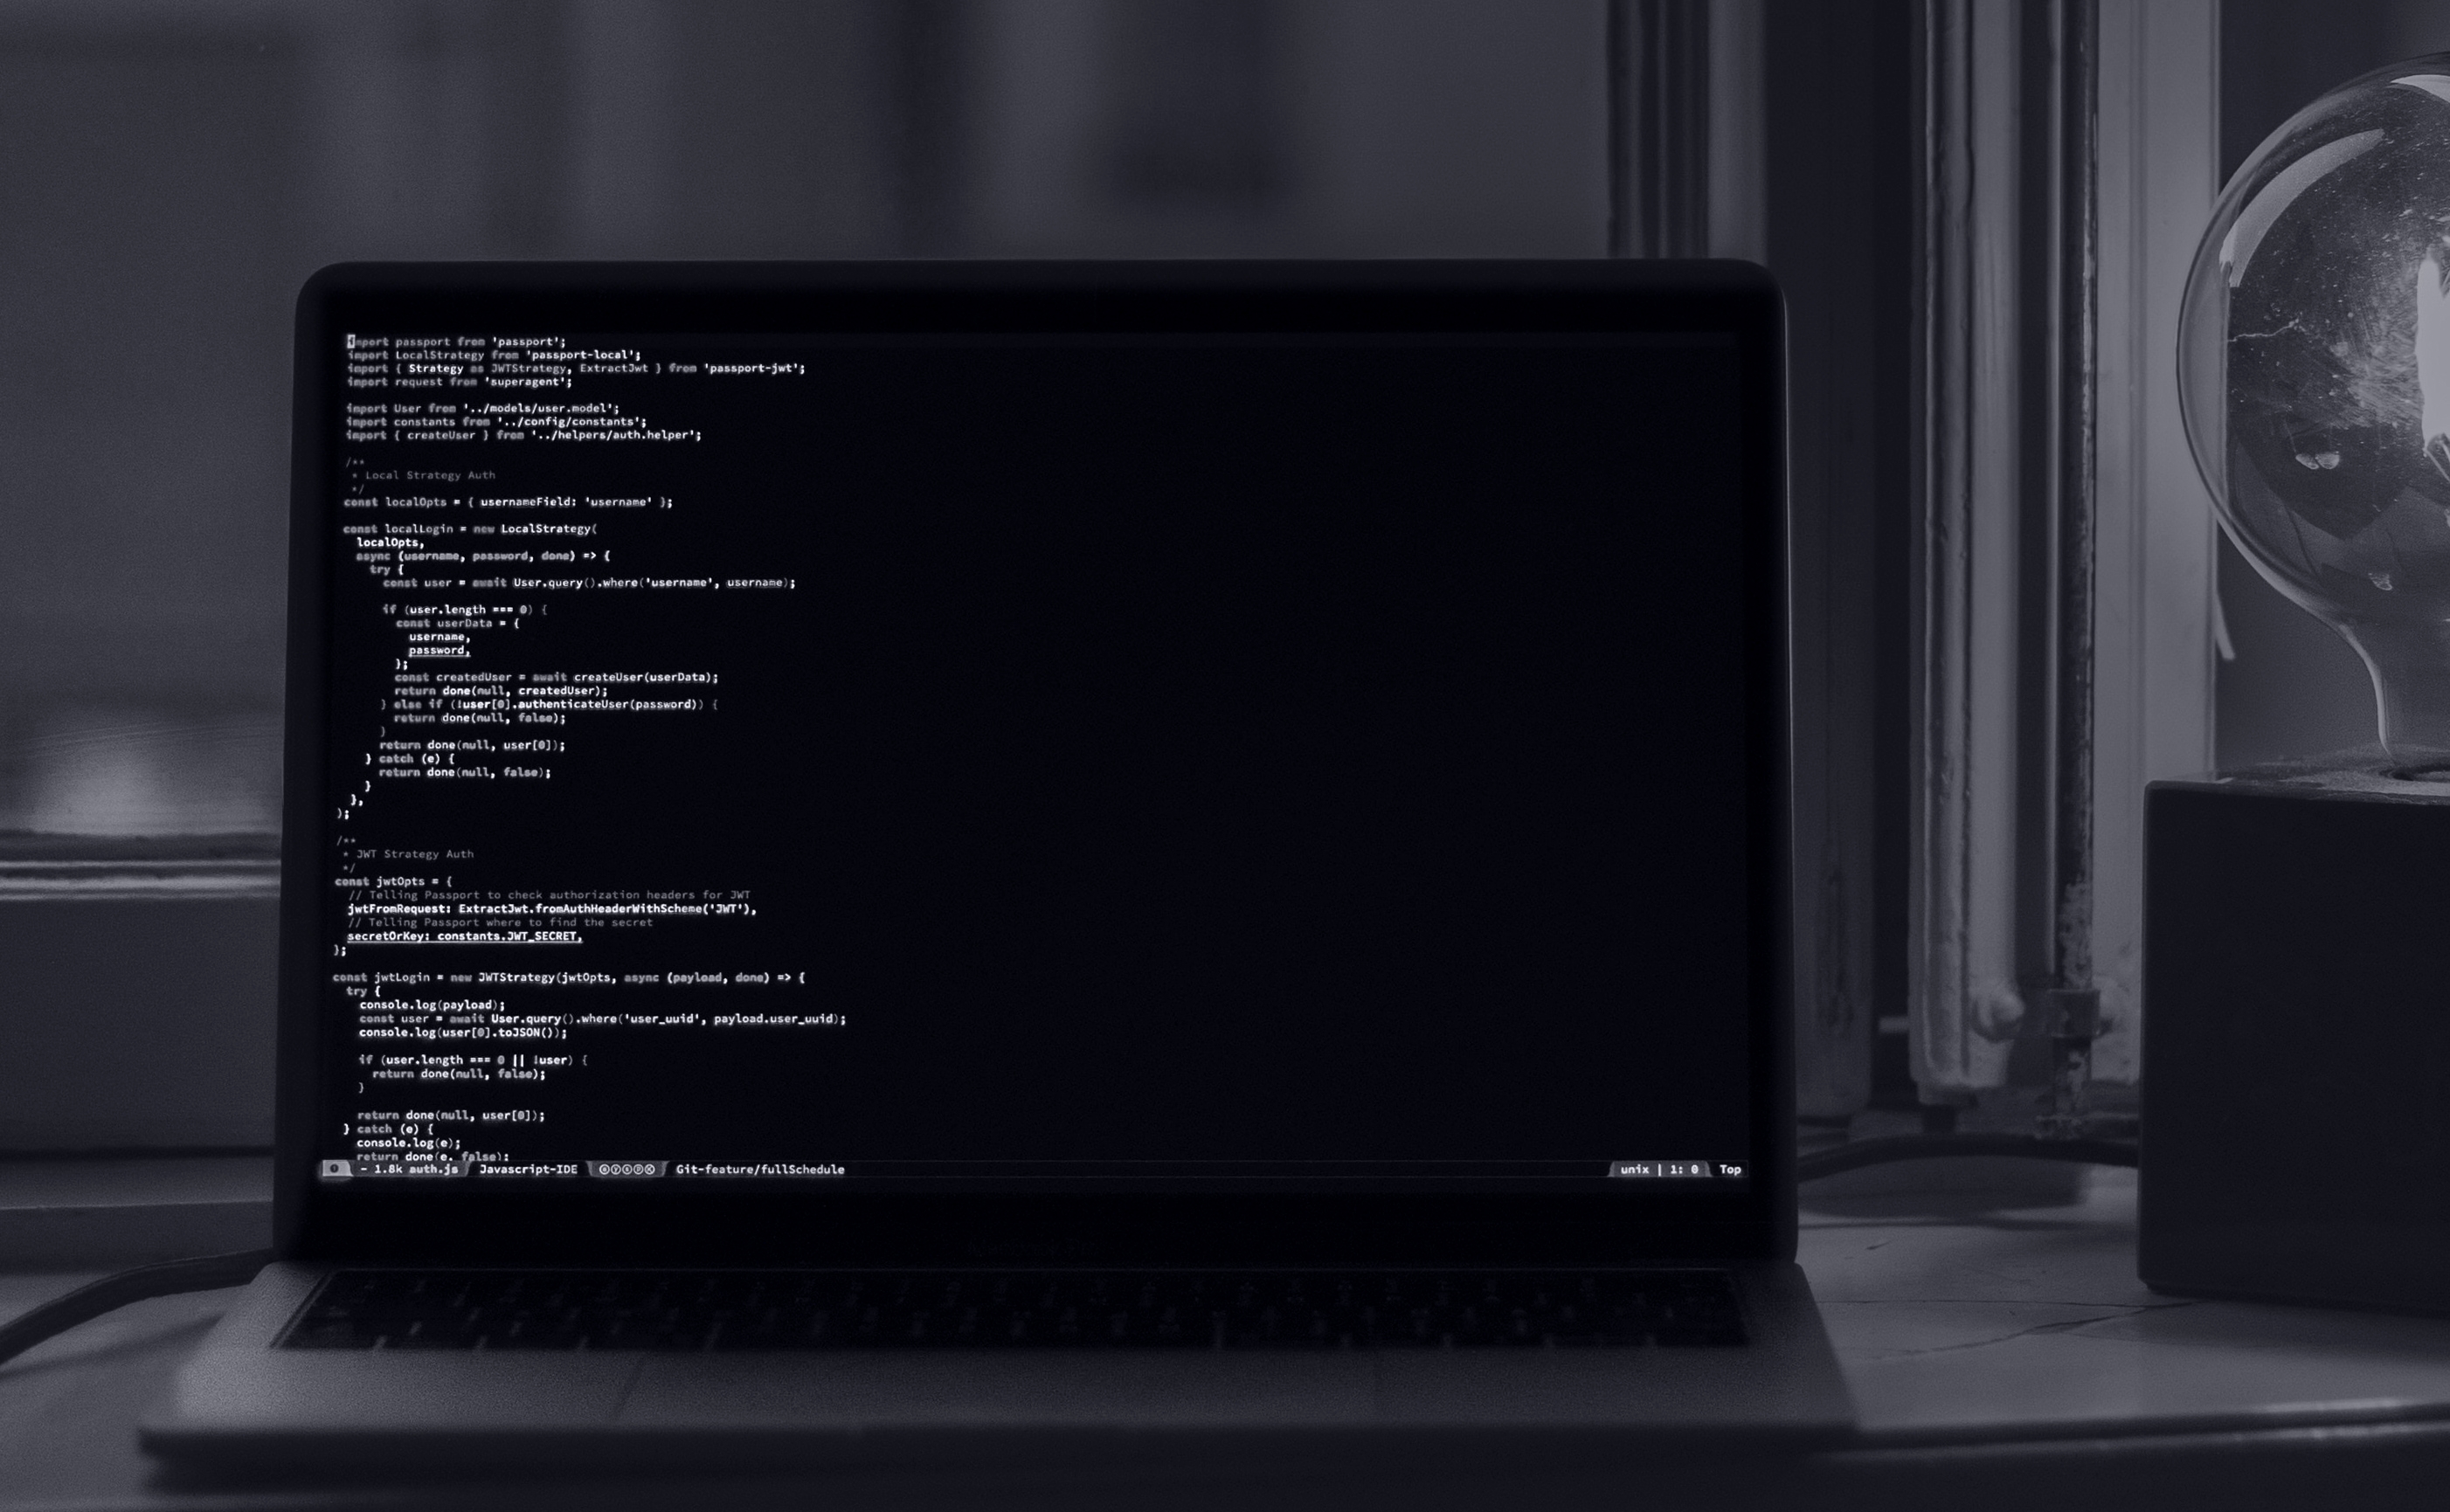 import passport from 'passport';
import LocalStrategy from 'passport-local';
import { Strategy as JWTStrategy, ExtractJwt } from 'passport-jwt';
import request from 'superagent';
import User from '../models/user.model';
import constants from '../config/constants';
import { createUser } from '../helpers/auth.helper';
/**
* Local Strategy Auth
*/
const localOpts = { usernameField: 'username' };
const localLogin = new LocalStrategy(
localOpts,
async (username, password, done) => {
try {
const user = await User.query().where('username', username);
if (user.length === 0) {
const userData = {
username,
password,
};
const createdUser = await createUser(userData);
return done(null, createdUser);
} else if (!user[0].authenticateUser(password)) {
return done(null, false);
}
return done(null, user[0]);
} catch (e) {
return done(null, false);
}
},
);
/**
* JWT Strategy Auth
*/
const jwtOpts = {
// Telling Passport to check authorization headers for JWT
jwtFromRequest: ExtractJwt.fromAuthHeaderWithScheme('JWT'),
// Telling Passport where to find the secret
secretOrKey: constants.JWT_SECRET,
};
const jwtLogin = new JWTStrategy(jwtOpts, async (payload, done) => {
try {
console.log(payload);
const user = await User.query().where('user_uuid', payload.user_uuid);
console.log(user[0].toJSON());
if (user.length === 0 || !user) {
return done(null, false);
}
return done(null, user[0]);
} catch (e) {
console.log(e);
return done(e, false);
- 1.8k auth.js Javascript-IDE Git-feature/fullSchedule unix | 1: 0 Top